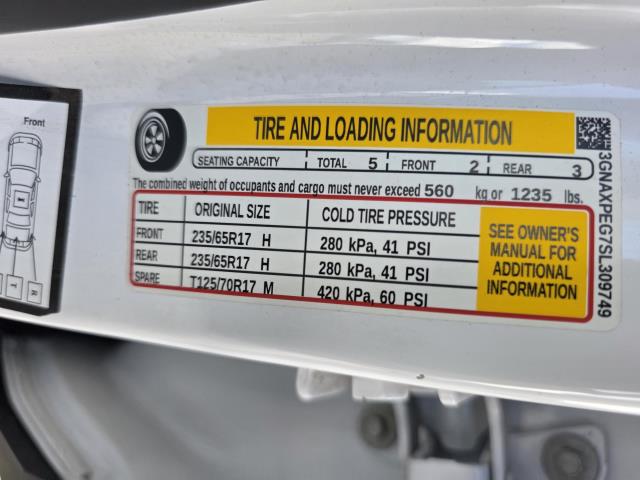 Front
TIRE AND LOADING INFORMATION
SEATING CAPACITY TOTAL 5 FRONT 2 REAR 3
The combined weight of occupants and cargo must never exceed 560 kg or 1235 lbs.
TIRE ORIGINAL SIZE COLD TIRE PRESSURE
FRONT 235/65R17 H 280 kPa, 41 PSI
REAR 235/65R17 H 280 kPa, 41 PSI
SPARE T125/70R17 M 420 kPa, 60 PSI
SEE OWNER'S
MANUAL FOR
ADDITIONAL
INFORMATION
3GNAXPEG7SL309749